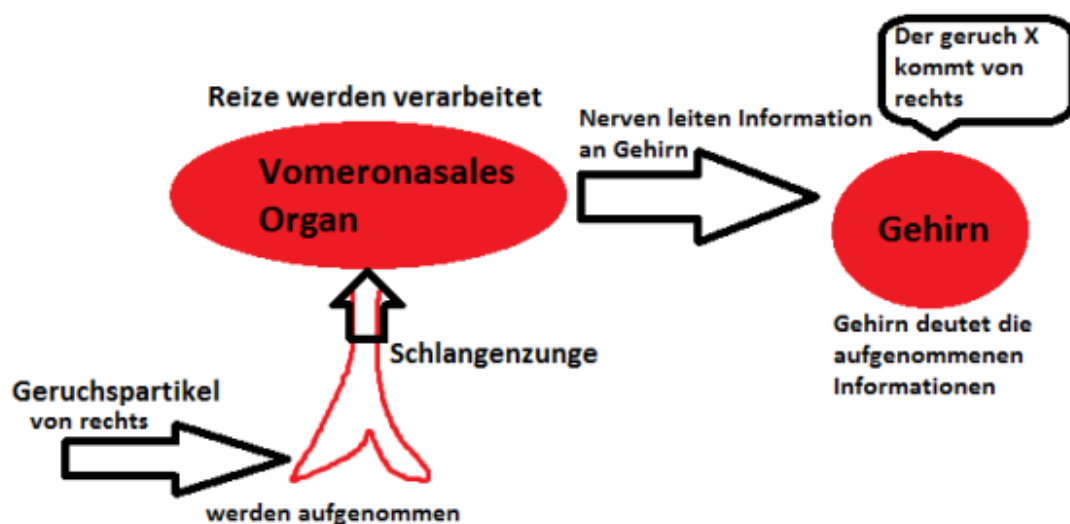 Der geruch X
kommt von
rechts
Reize werden verarbeitet
Nerven leiten Information
an Gehirn
Vomeronasales
Organ
Gehirn
Gehirn deutet die
aufgenommenen
Informationen
Schlangenzunge
Geruchspartikel
von rechts
werden aufgenommen